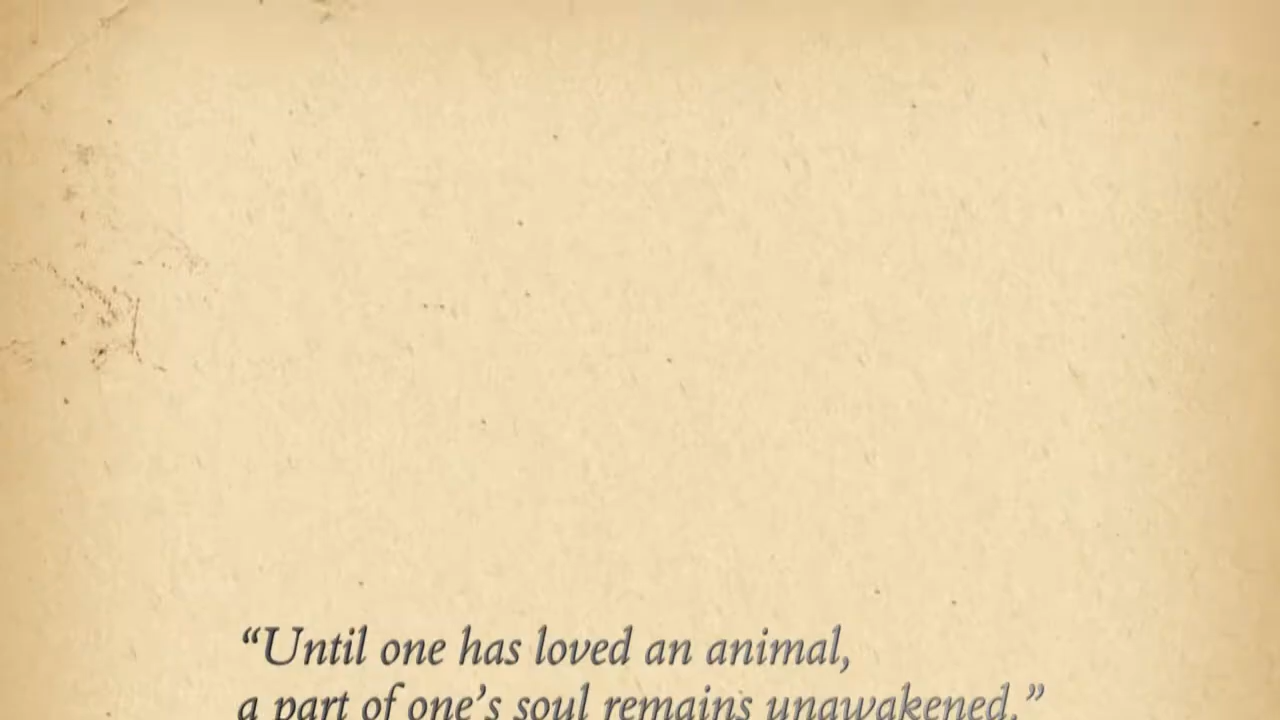 “Until one has loved an animal,
a part of one’s soul remains unawakened.”